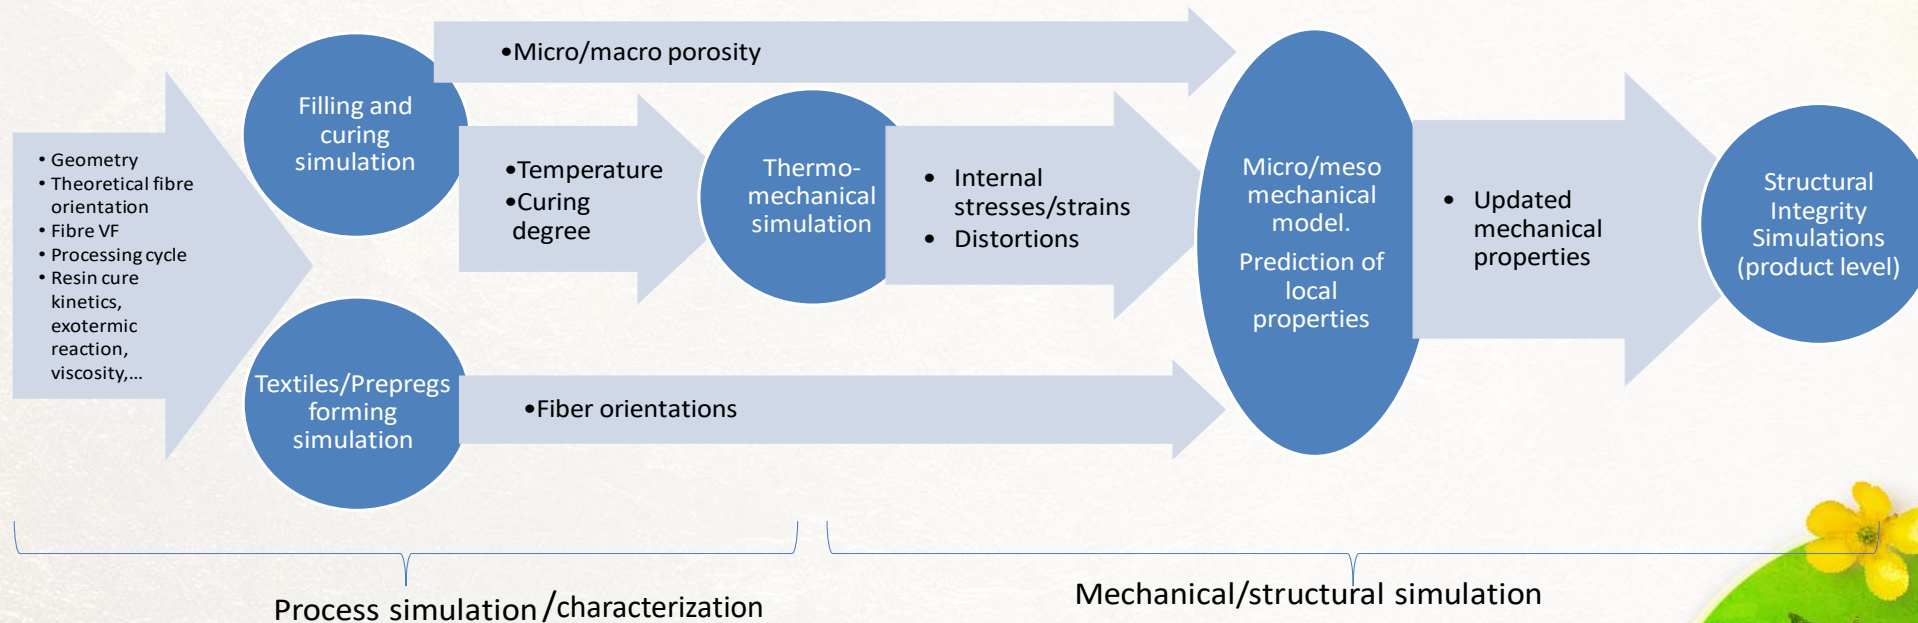 • Geometry
• Theoretical fibre
orientation
• Fibre VF
• Processing cycle
• Resin cure
kinetics,
exotermic
reaction,
viscosity,...
Filling and
curing
simulation
Textiles/Prepregs
forming
simulation
•Micro/macro porosity
•Temperature
•Curing
degree
•Fiber orientations
Thermo-
mechanical
simulation
• Internal
stresses/strains
• Distortions
Micro/meso
mechanical
model.
Prediction of
local
properties
• Updated
mechanical
properties
Structural
Integrity
Simulations
(product level)
Process simulation/characterization
Mechanical/structural simulation